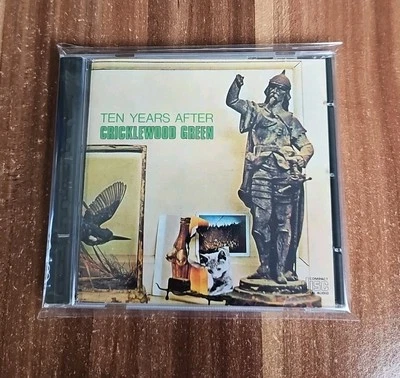 TEN YEARS AFTER
CRICKLEWOOD GREEN